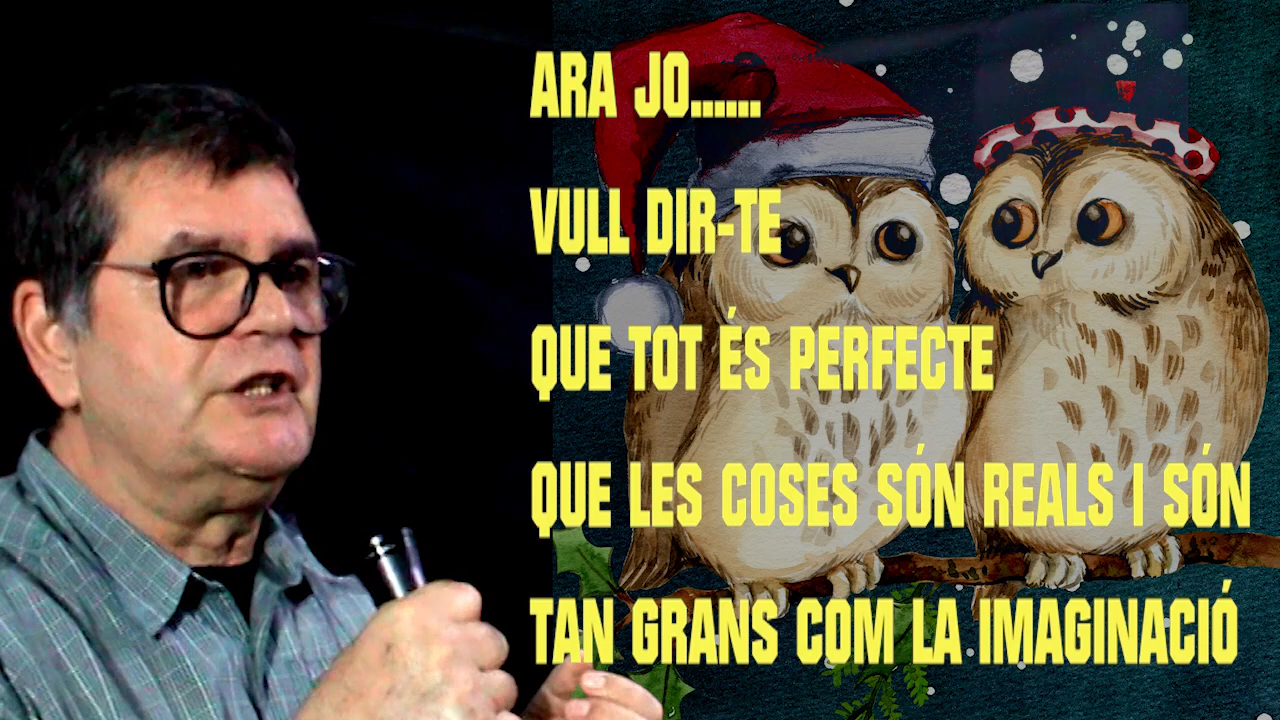 ARA JO......
VULL DIR-TE
QUE TOT ÉS PERFECTE
QUE LES COSES SÓN REALS I SÓN
TAN GRANS COM LA IMAGINACIÓ